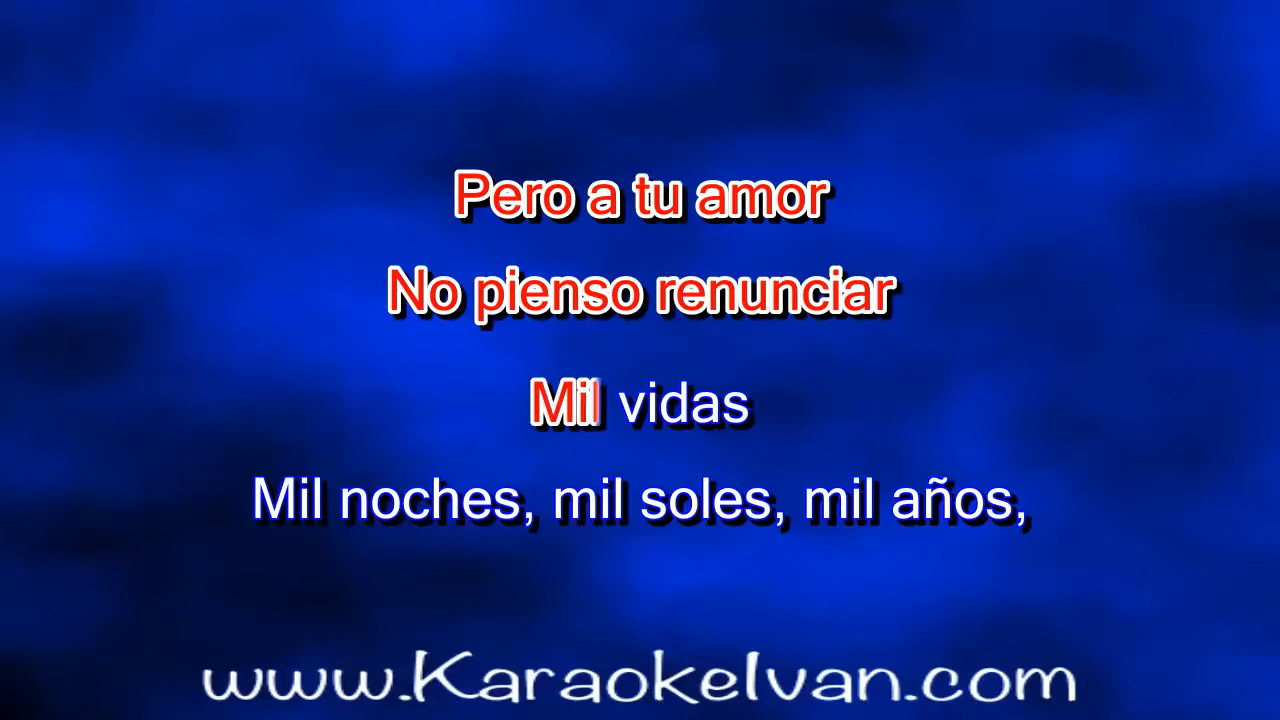 Pero a tu amor
No pienso renunciar
Mil vidas
Mil noches, mil soles, mil años,
www.KaraokeIvan.com